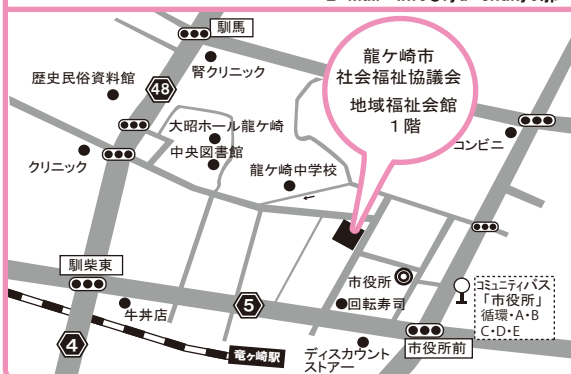 馴馬
龍ケ崎市
社会福祉協議会
地域福祉会館
1階
歴史民俗資料館
腎クリニック
48
大昭ホール龍ケ崎
中央図書館
コンビニ
クリニック
龍ケ崎中学校
←
馴柴東
市役所
コミュニティバス
「市役所」
循環・A・B
C・D・E
牛丼店
5
回転寿司
4
竜ヶ崎駅
ディスカウント
ストアー
市役所前